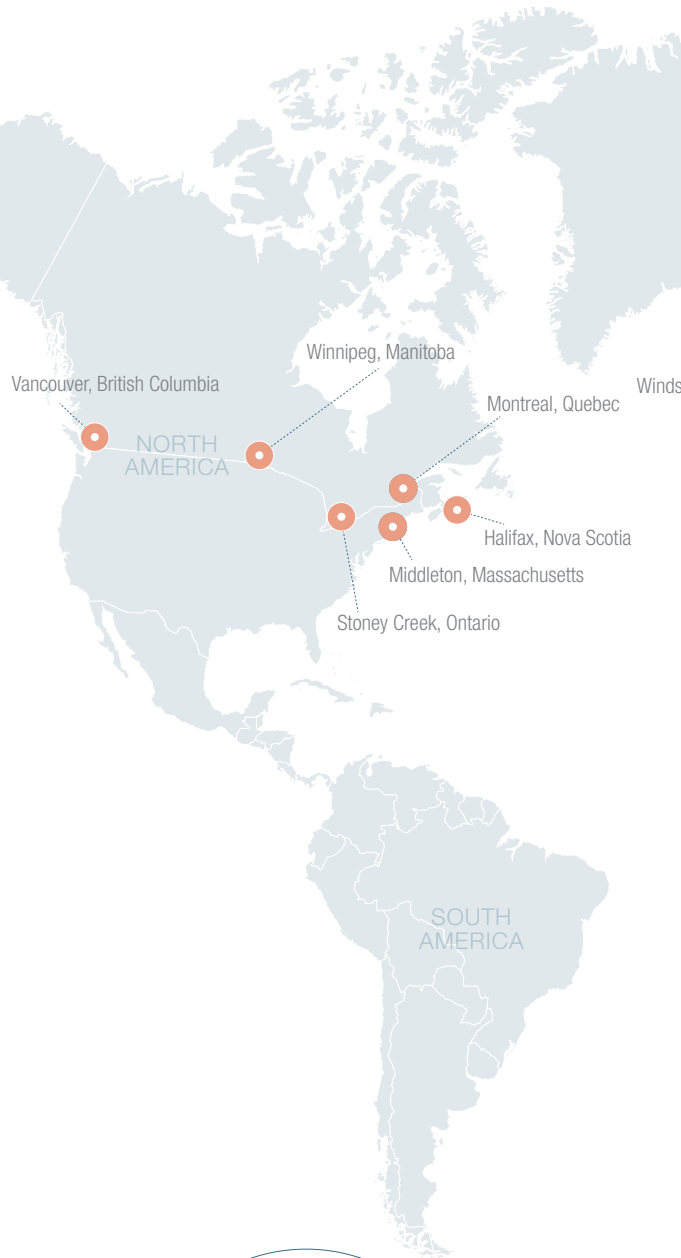 Winnipeg, Manitoba
Vancouver, British Columbia
Winds
Montreal, Quebec
NORTH
AMERICA
Halifax, Nova Scotia
Middleton, Massachusetts
Stoney Creek, Ontario
SOUTH
AMERICA